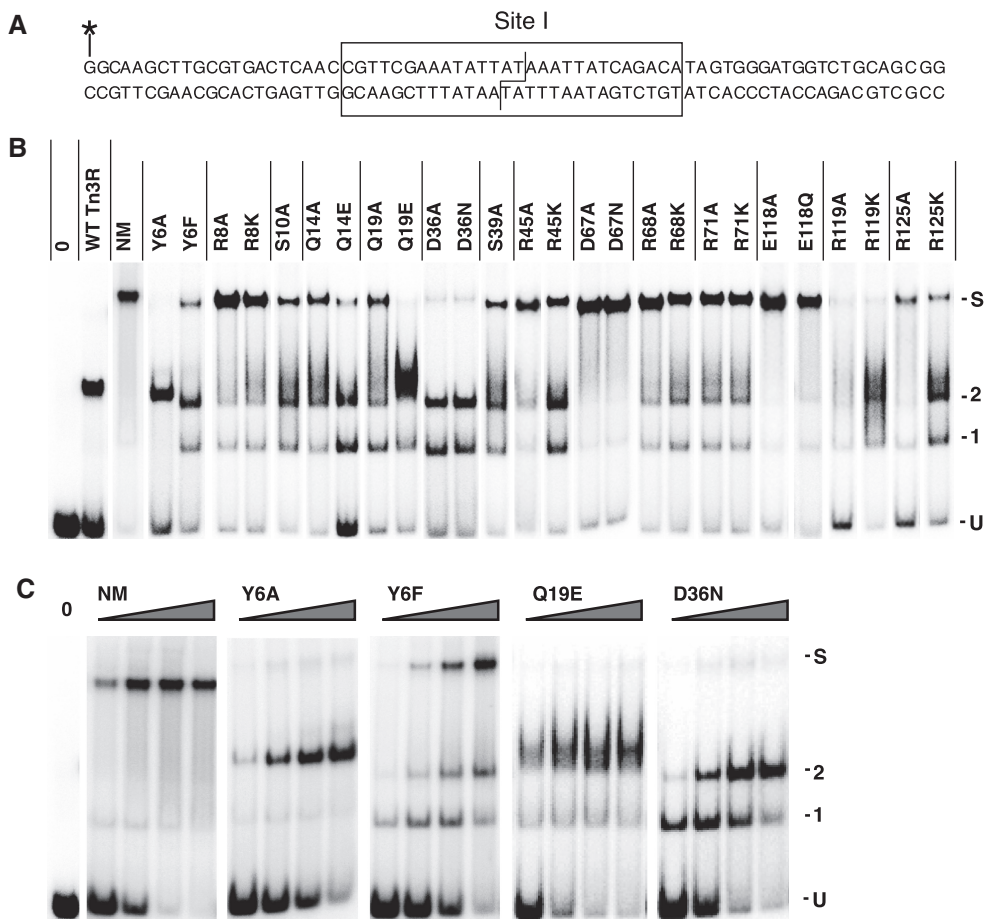 A
Site I
*
GGCAAGCTTGCGTGACTCAACCGTTCGAAATATTATAAATTATCAGACATAGTGGGATGGTCTGCAGCGG
CCGTTCGAACGCACTGAGTTGGCAAGCTTTATAATATTTAATAGTCTGTATCACCCTACCAGACGTCGCC
B
0 WT Tn3R NM Y6A Y6F R8A R8K S10A Q14A Q14E Q19A Q19E D36A D36N S39A R45A R45K D67A D67N R68A R68K R71A R71K E118A E118Q R119A R119K R125A R125K
-S
-2
-1
-U
C
0 NM Y6A Y6F Q19E D36N
-S
-2
-1
-U